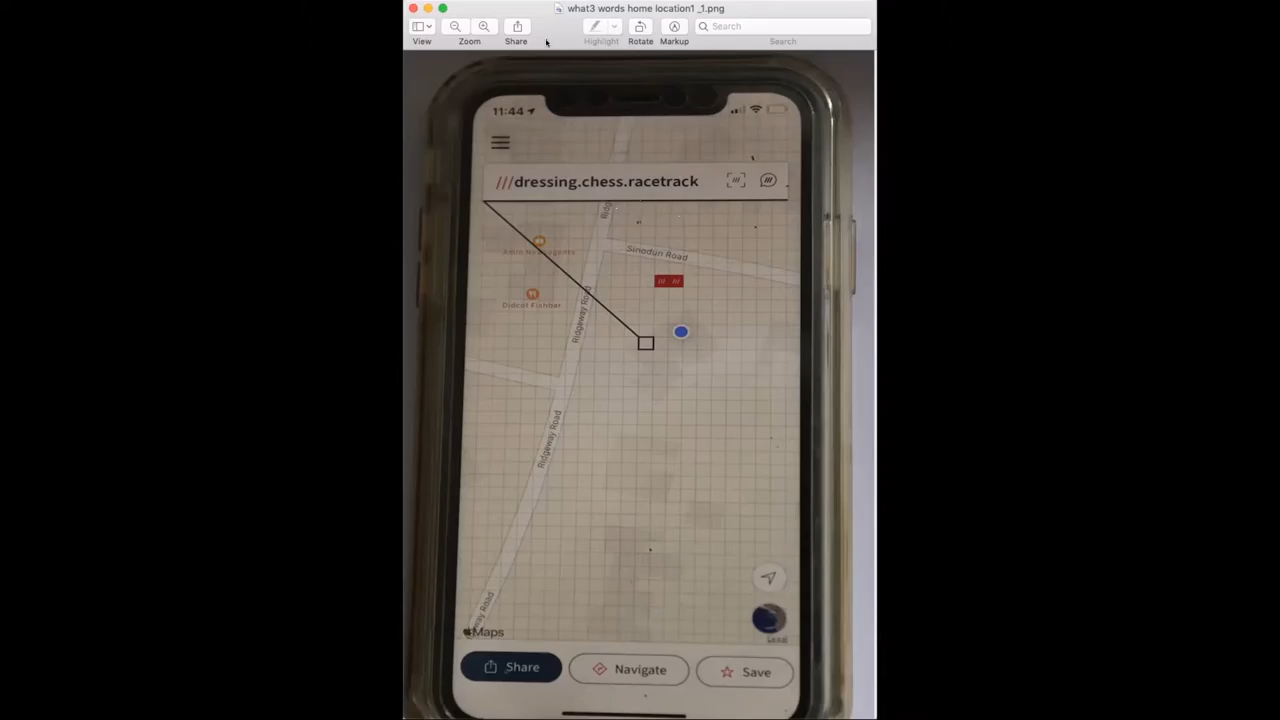 what3 words home location1 _1.png
Search
View
Zoom
Share
Highlight
Rotate
Markup
Search
11:44
///dressing.chess.racetrack
Sinodun Road
Didcot Fishbar
Ridgeway Road
Ridgeway Road
Maps
Share
Navigate
Save